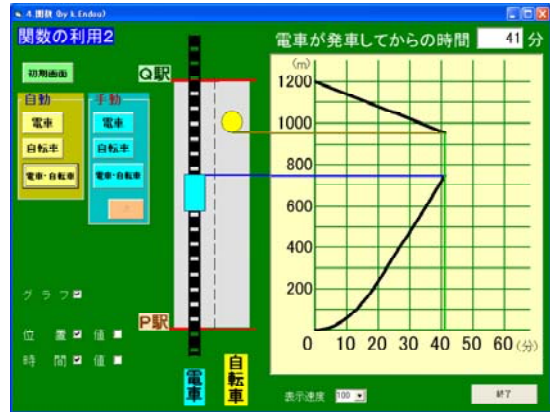 4.関数 (by k.Endou)
関数の利用2
電車が発車してからの時間 41 分
初期画面
Q駅
自動
手動
電車
電車
自転車
自転車
電車・自転車
電車・自転車
(m)
1200
1000
800
600
400
200
0 10 20 30 40 50 60 (分)
グラフ
P駅
位 置 値
時 間 値
電車
自転車
表示速度 100
終了